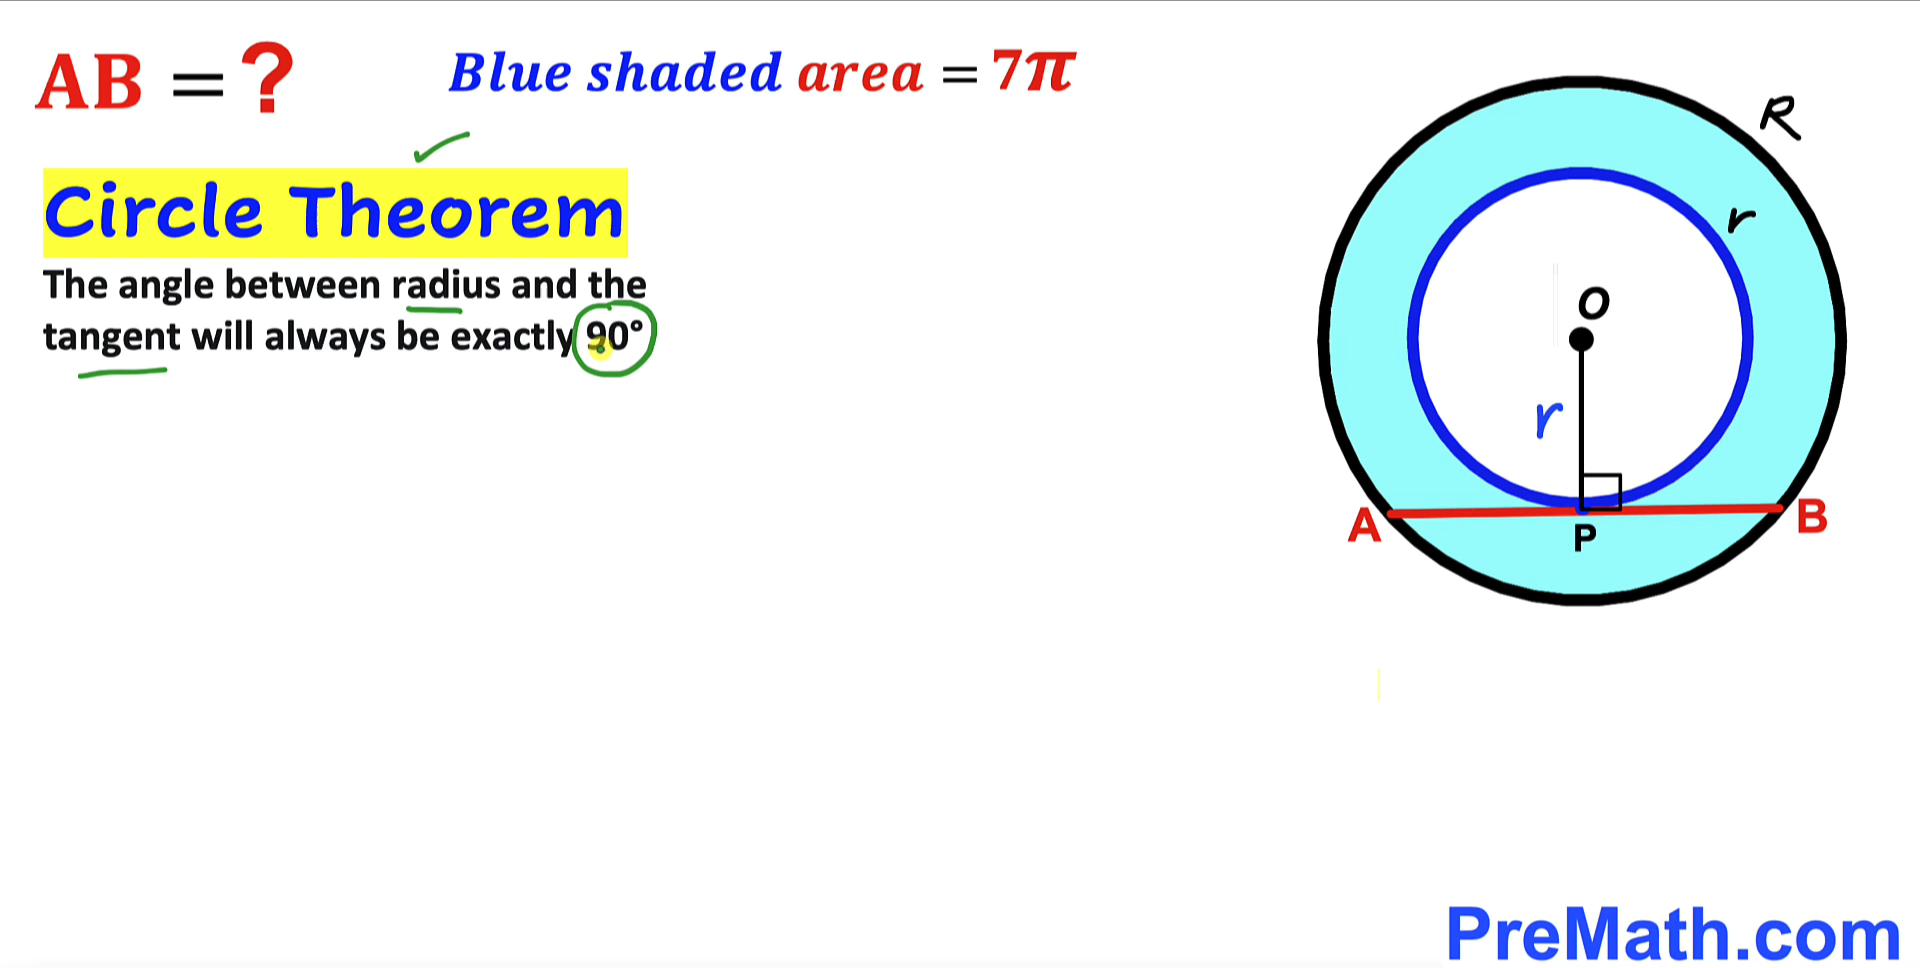 AB = ?
Blue shaded area = 7π
Circle Theorem
The angle between radius and the
tangent will always be exactly 90°
R
r
O
r
A
B
P
PreMath.com